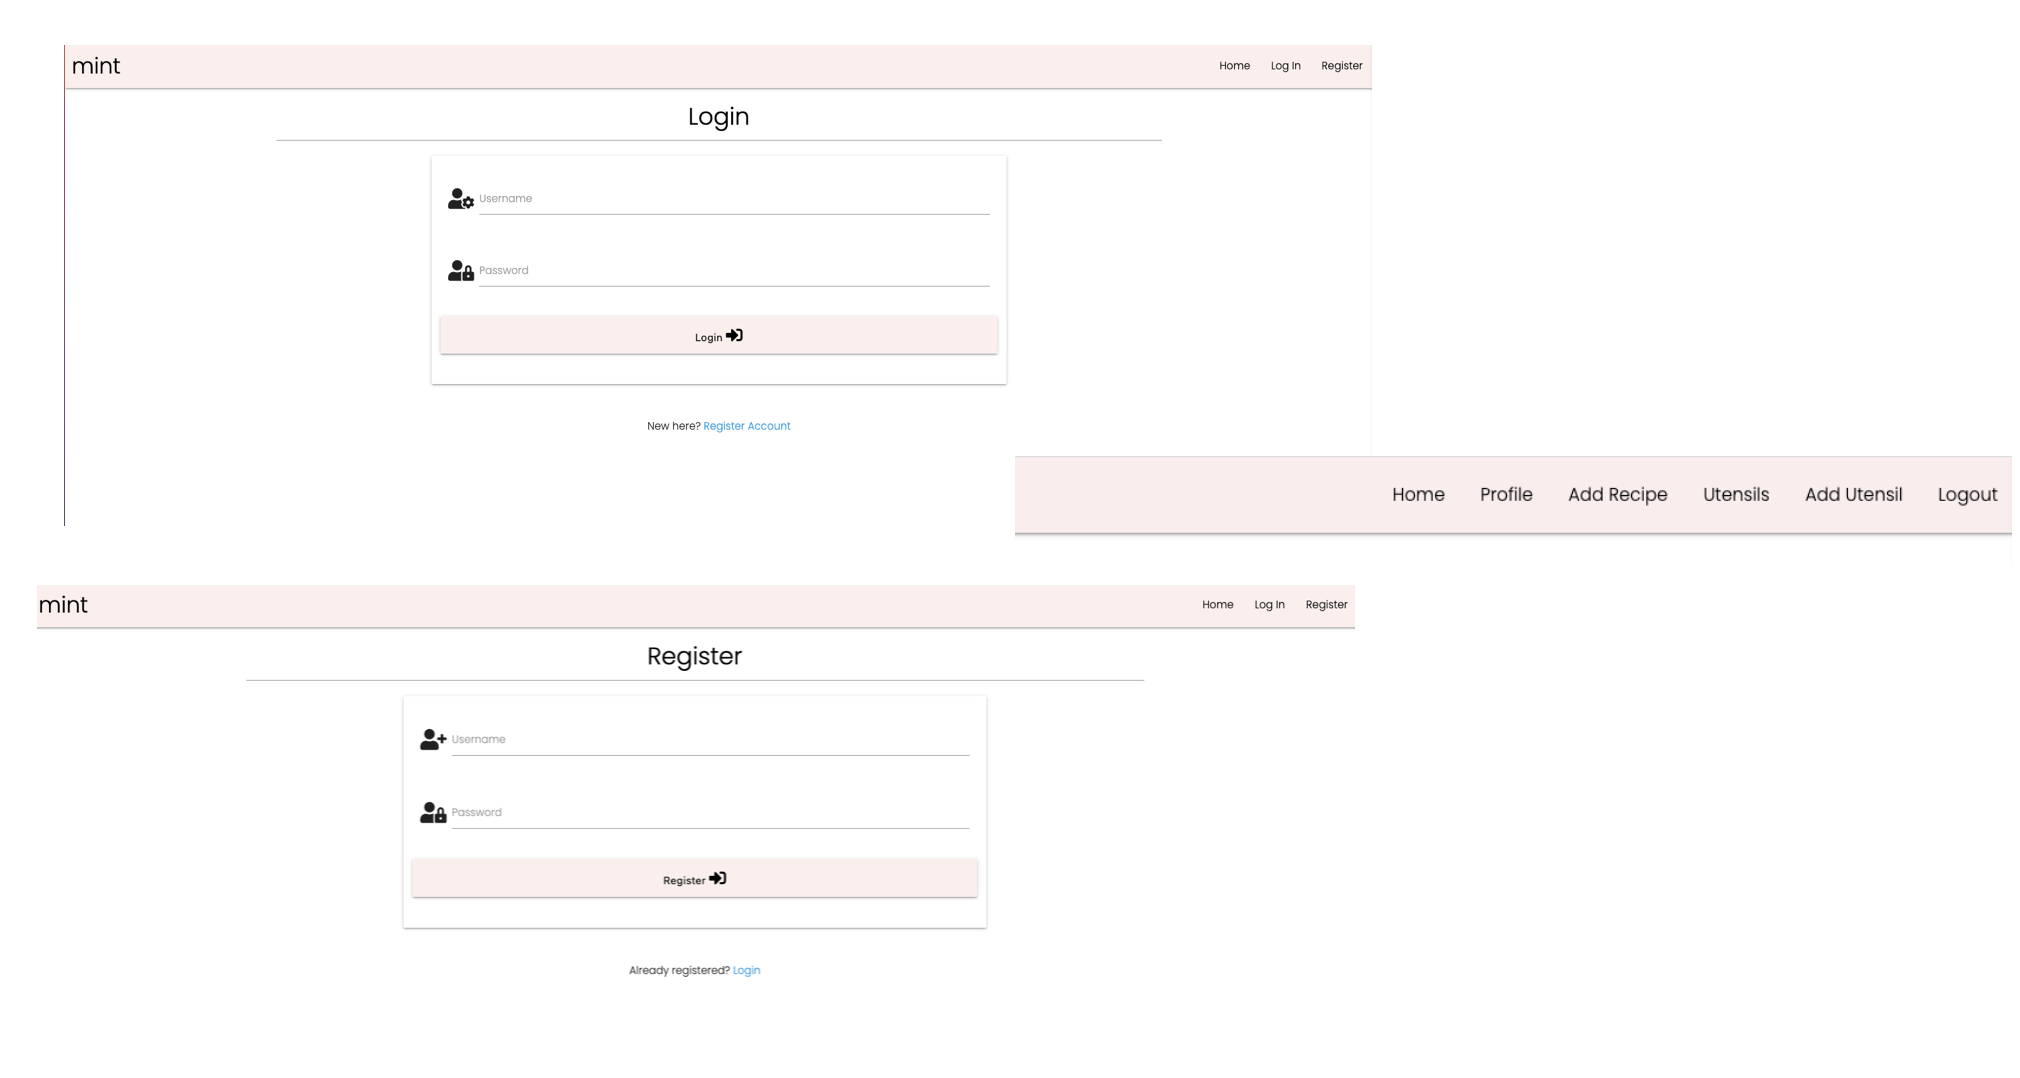 mint
Home Log In Register
Login
Username
Password
Login
New here? Register Account
Home Profile Add Recipe Utensils Add Utensil Logout
mint
Home Log In Register
Register
Username
Password
Register
Already registered? Login